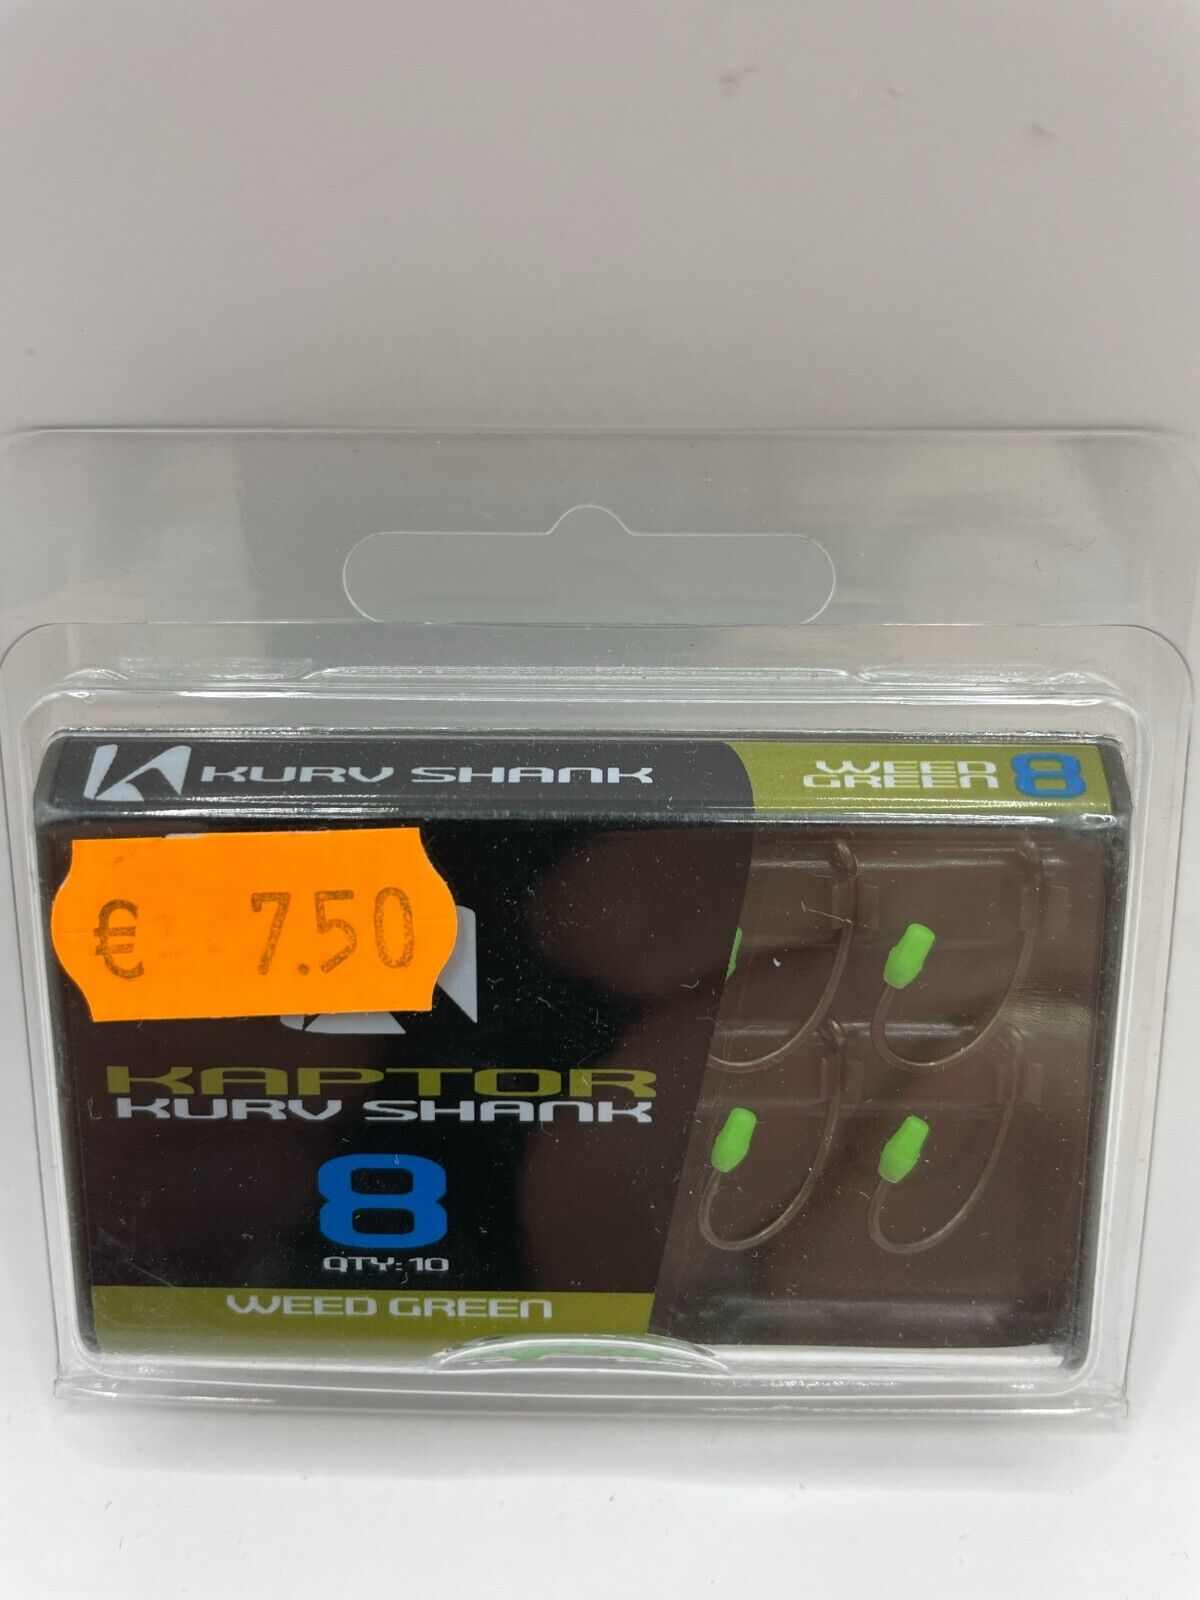 KURV SHANK
WEED
GREEN 8
€ 7.50
KAPTOR
KURV SHANK
8
QTY: 10
WEED GREEN